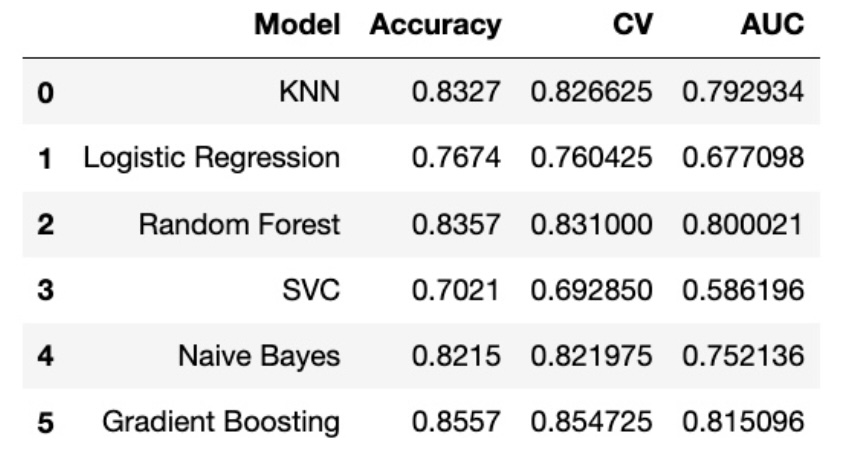 Model Accuracy CV AUC
0 KNN 0.8327 0.826625 0.792934
1 Logistic Regression 0.7674 0.760425 0.677098
2 Random Forest 0.8357 0.831000 0.800021
3 SVC 0.7021 0.692850 0.586196
4 Naive Bayes 0.8215 0.821975 0.752136
5 Gradient Boosting 0.8557 0.854725 0.815096